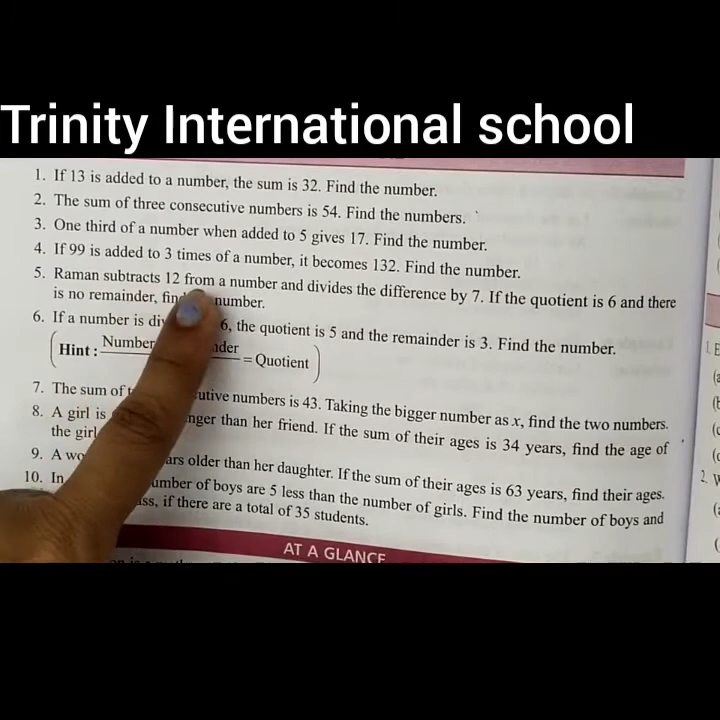 Trinity International school
1. If 13 is added to a number, the sum is 32. Find the number.
2. The sum of three consecutive numbers is 54. Find the numbers.
3. One third of a number when added to 5 gives 17. Find the number.
4. If 99 is added to 3 times of a number, it becomes 132. Find the number.
5. Raman subtracts 12 from a number and divides the difference by 7. If the quotient is 6 and there
is no remainder, number.
6. If a number is 6, the quotient is 5 and the remainder is 3. Find the number.
Hint : Number
= Quotient
7. The sum of numbers is 43. Taking the bigger number as x, find the two numbers.
8. A girl is than her friend. If the sum of their ages is 34 years, find the age of
the girl
9. A older than her daughter. If the sum of their ages is 63 years, find their ages.
10. In of boys are 5 less than the number of girls. Find the number of boys and
if there are a total of 35 students.
AT A GLANCE